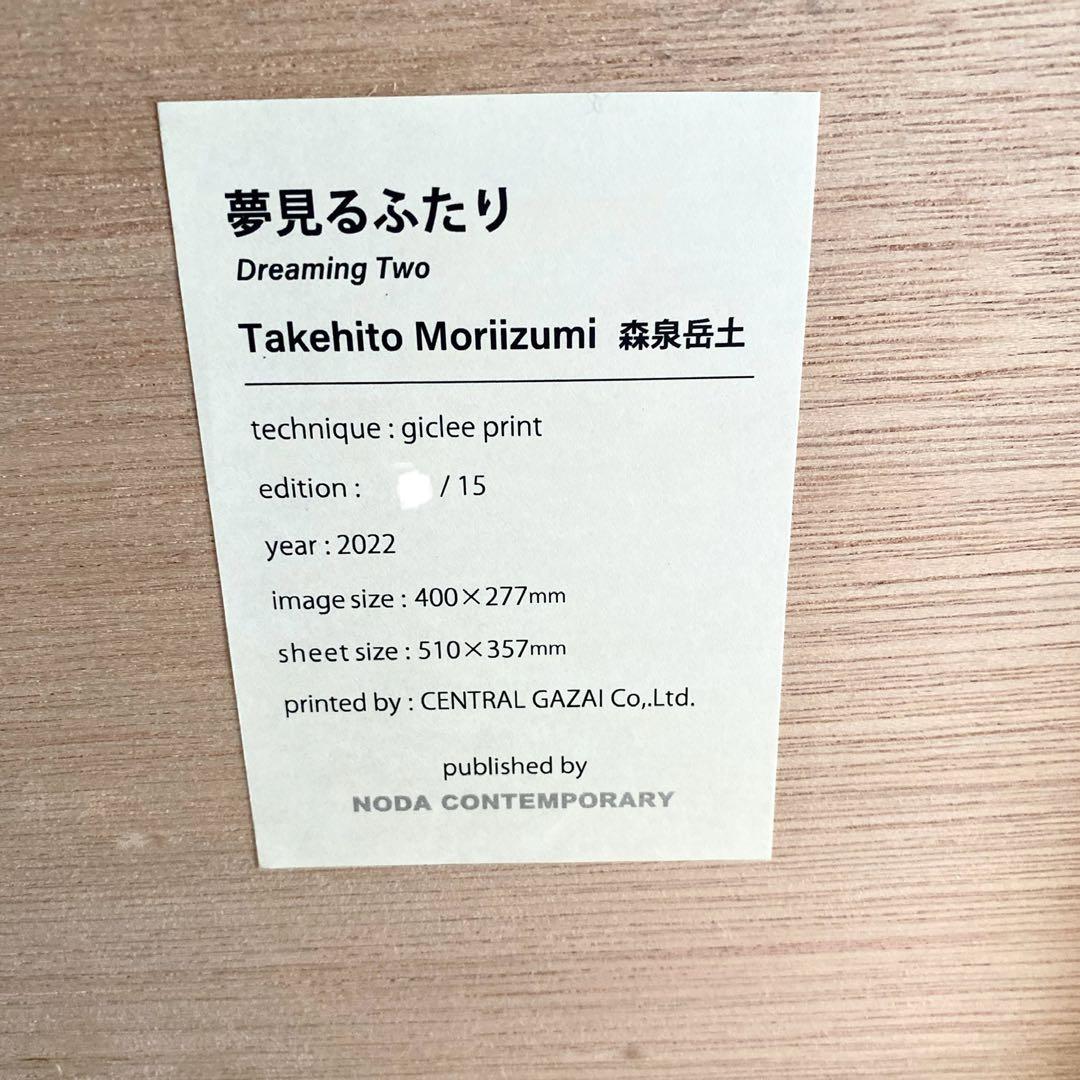 夢見るふたり
Dreaming Two
Takehito Moriizumi 森泉岳土
technique : giclee print
edition : / 15
year : 2022
image size : 400×277mm
sheet size : 510×357mm
printed by : CENTRAL GAZAI Co,.Ltd.
published by
NODA CONTEMPORARY